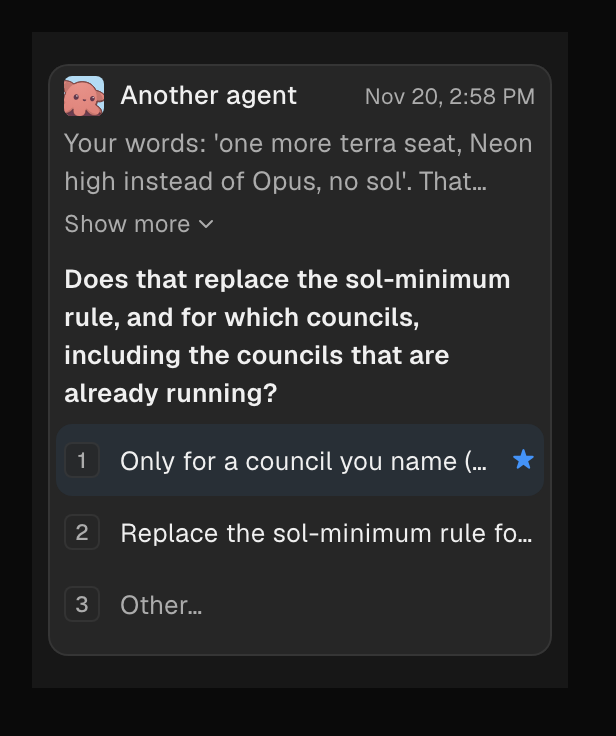 Another agent
Nov 20, 2:58 PM
Your words: 'one more terra seat, Neon
high instead of Opus, no sol'. That...
Show more
Does that replace the sol-minimum
rule, and for which councils,
including the councils that are
already running?
1 Only for a council you name (...
2 Replace the sol-minimum rule fo...
3 Other...